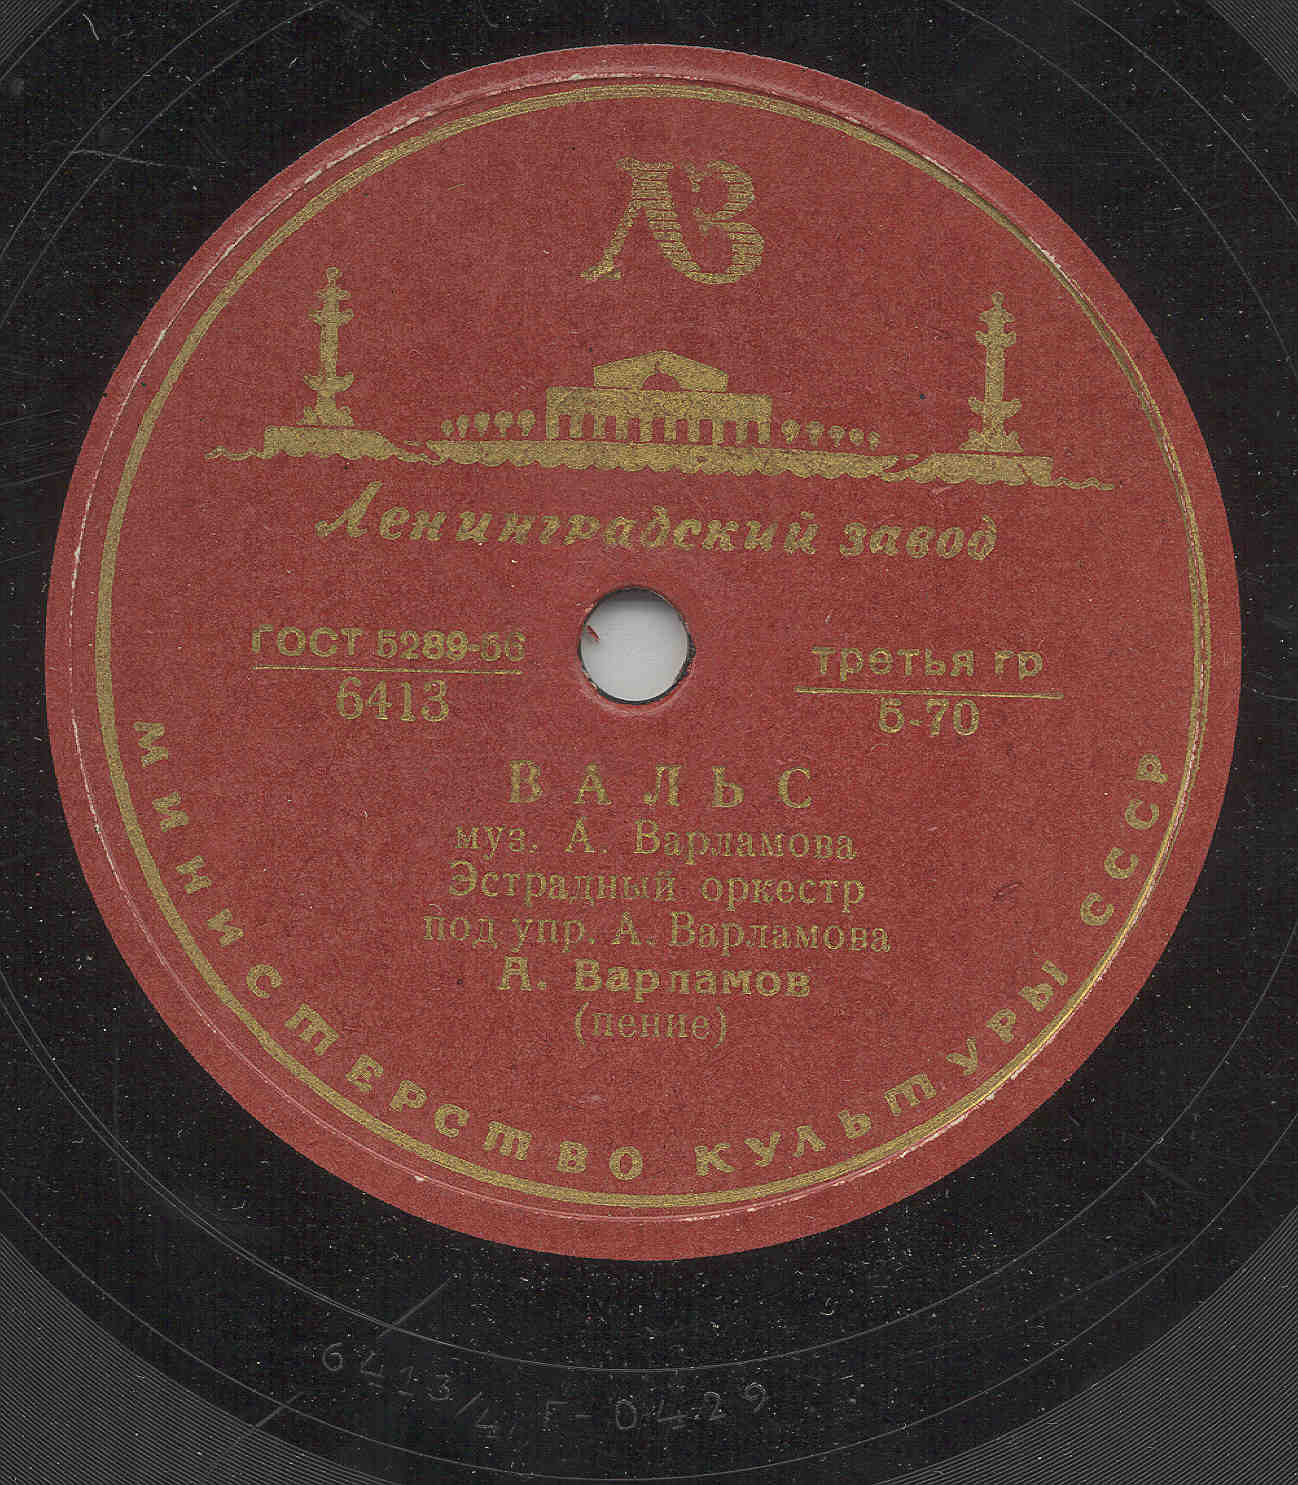 ЛЗ
Ленинградский завод
ГОСТ 5289-56
6413
третья гр
5-70
ВАЛЬС
муз. А. Варламова
Эстрадный оркестр
под упр. А. Варламова
А. Варламов
(пение)
МИНИСТЕРСТВО КУЛЬТУРЫ СССР
6413/4, Г-0429